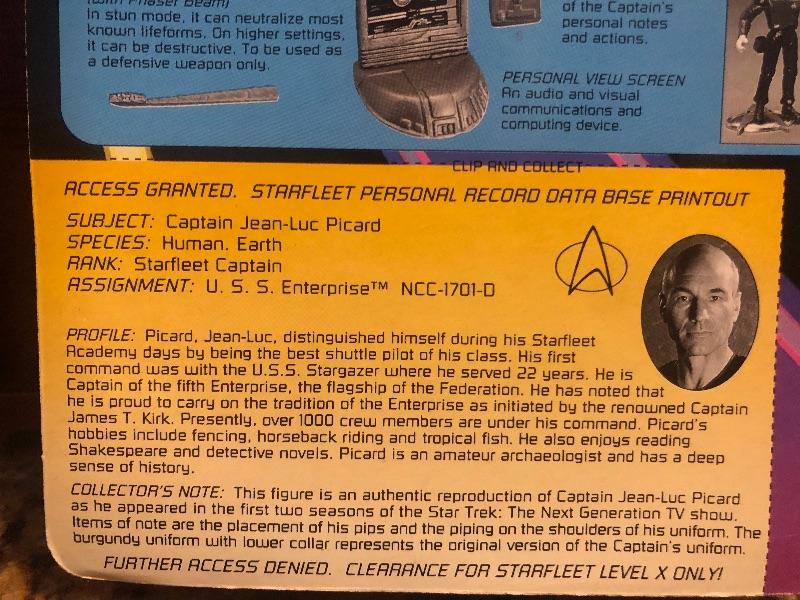 (with Phaser Beam)
In stun mode, it can neutralize most
known lifeforms. On higher settings,
it can be destructive. To be used as
a defensive weapon only.
of the Captain's
personal notes
and actions.
PERSONAL VIEW SCREEN
An audio and visual
communications and
computing device.
CLIP AND COLLECT
ACCESS GRANTED. STARFLEET PERSONAL RECORD DATA BASE PRINTOUT
SUBJECT: Captain Jean-Luc Picard
SPECIES: Human. Earth
RANK: Starfleet Captain
ASSIGNMENT: U. S. S. Enterprise™ NCC-1701-D
PROFILE: Picard, Jean-Luc, distinguished himself during his Starfleet
Academy days by being the best shuttle pilot of his class. His first
command was with the U.S.S. Stargazer where he served 22 years. He is
Captain of the fifth Enterprise, the flagship of the Federation. He has noted that
he is proud to carry on the tradition of the Enterprise as initiated by the renowned Captain
James T. Kirk. Presently, over 1000 crew members are under his command. Picard's
hobbies include fencing, horseback riding and tropical fish. He also enjoys reading
Shakespeare and detective novels. Picard is an amateur archaeologist and has a deep
sense of history.
COLLECTOR'S NOTE: This figure is an authentic reproduction of Captain Jean-Luc Picard
as he appeared in the first two seasons of the Star Trek: The Next Generation TV show.
Items of note are the placement of his pips and the piping on the shoulders of his uniform. The
burgundy uniform with lower collar represents the original version of the Captain's uniform.
FURTHER ACCESS DENIED. CLEARANCE FOR STARFLEET LEVEL X ONLY!